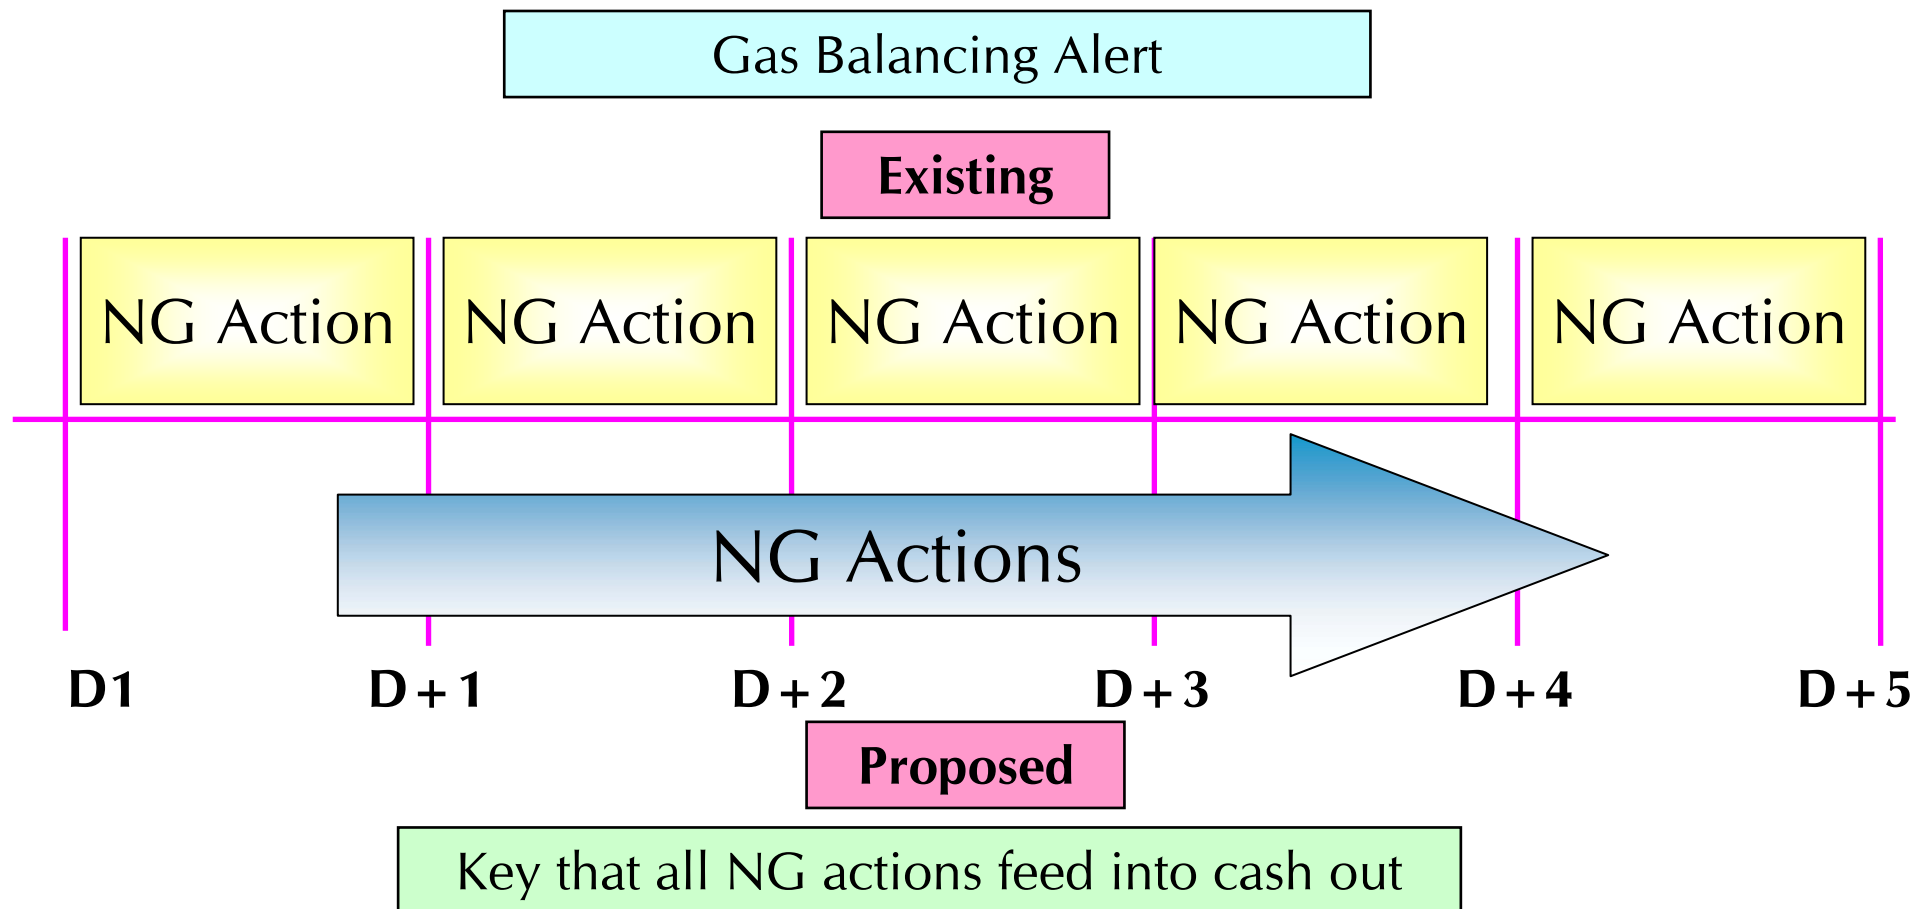 Gas Balancing Alert
Existing
NG Action NG Action NG Action NG Action NG Action
NG Actions
D1 D+1 D+2 D+3 D+4 D+5
Proposed
Key that all NG actions feed into cash out